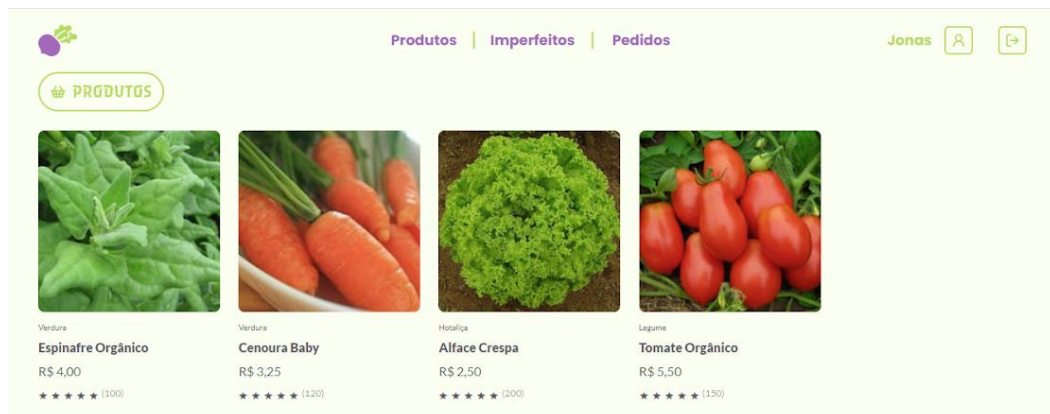 Produtos | Imperfeitos | Pedidos
Jonas
PRODUTOS
Verdura
Espinafre Orgânico
R$ 4,00
★ ★ ★ ★ ★ (100)
Verdura
Cenoura Baby
R$ 3,25
★ ★ ★ ★ ★ (120)
Hotaliça
Alface Crespa
R$ 2,50
★ ★ ★ ★ ★ (200)
Legume
Tomate Orgânico
R$ 5,50
★ ★ ★ ★ ★ (150)